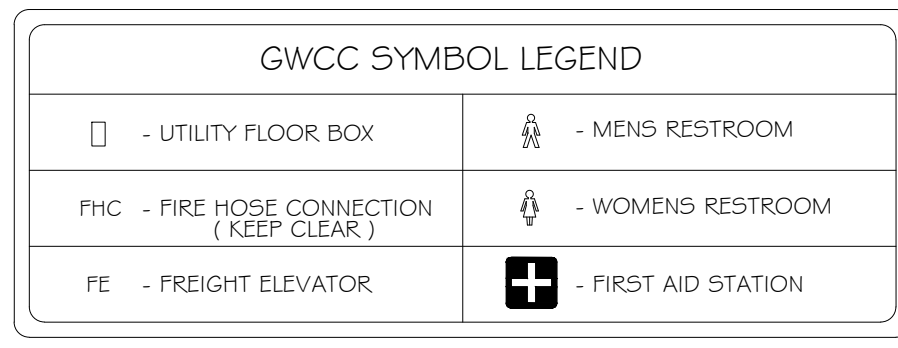 GWCC SYMBOL LEGEND
- UTILITY FLOOR BOX
- MENS RESTROOM
FHC - FIRE HOSE CONNECTION
( KEEP CLEAR )
- WOMENS RESTROOM
FE - FREIGHT ELEVATOR
- FIRST AID STATION